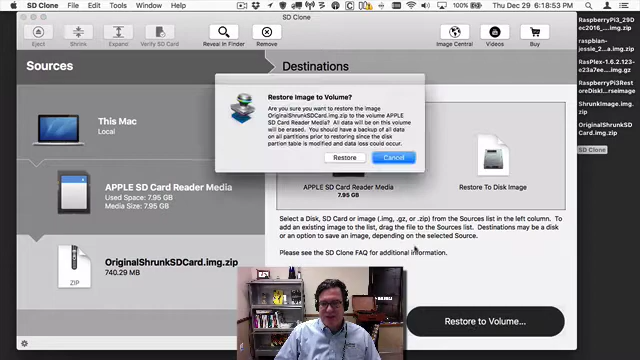 SD Clone File Edit View Window Help
Thu Dec 29 6:18:53 PM
SD Clone
Eject
Shrink
Expand
Verify SD Card
Reveal in Finder
Remove
Image Central
Videos
Buy
Sources
Destinations
This Mac
Local
APPLE SD Card Reader Media
Used Space: 7.95 GB
Media Size: 7.95 GB
OriginalShrunkSDCard.img.zip
740.29 MB
ZIP
Restore Image to Volume?
Are you sure you want to restore the image
OriginalShrunkSDCard.img.zip to the volume APPLE
SD Card Reader Media? All data will be on this volume
will be erased. You should have a backup of all data
on all partitions prior to restoring since the disk
partion table is modified and data loss could occur.
Restore
Cancel
APPLE SD Card Reader Media
7.95 GB
Restore To Disk Image
Select a Disk, SD Card or image (.img, .gz, or .zip) from the Sources list in the left column. To
add an existing image to the list, drag the file to the Sources list. Destinations may be a disk
or an option to save an image, depending on the selected Source.
Please see the SD Clone FAQ for additional information.
Restore to Volume...
RaspberryPi3_29D
ec2016_
.img.zip
raspbian-
jessie_2
img.zip
RasPlex-1.6.2.123-
e23a7ee
img.gz
RaspberryPi3
RestoreDiskI
rseimage
ShrunkImage.im
g.zip
OriginalShrunkSD
Card.img.zip
SD Clone